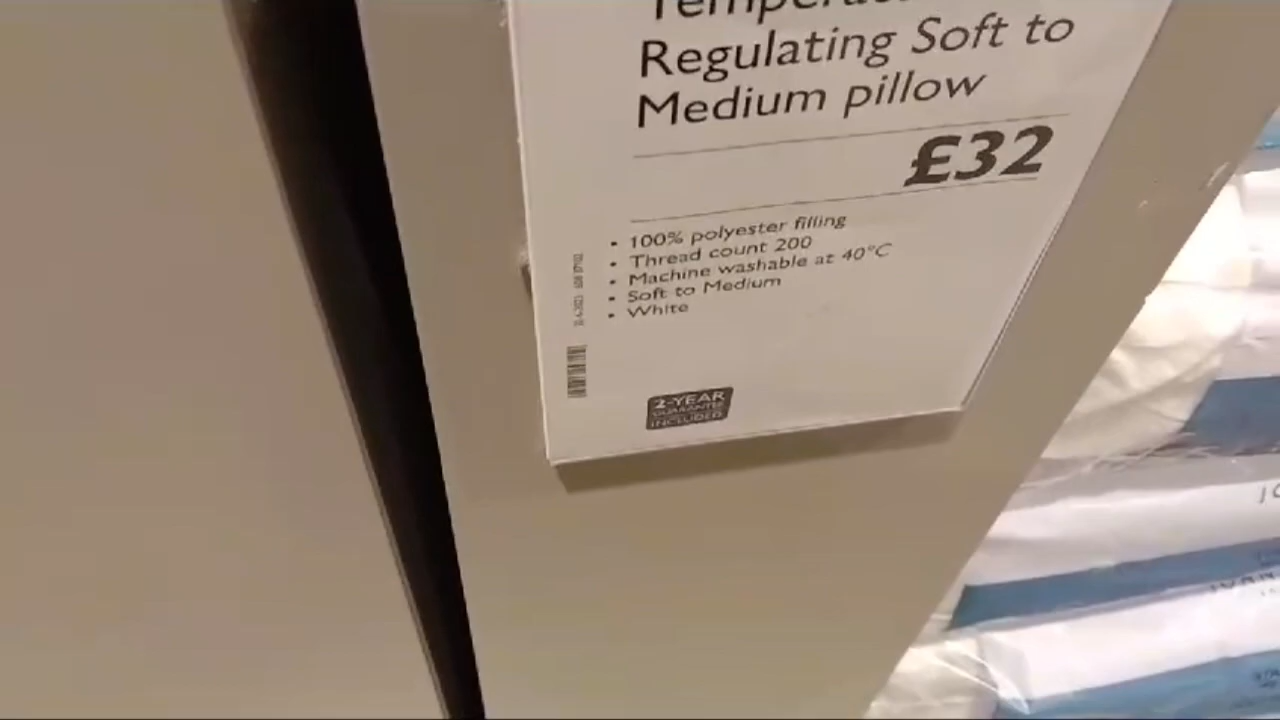 Regulating Soft to
Medium pillow
£32
• 100% polyester filling
• Thread count 200
• Machine washable at 40°C
• Soft to Medium
• White
2-YEAR
GUARANTEE
INCLUDED